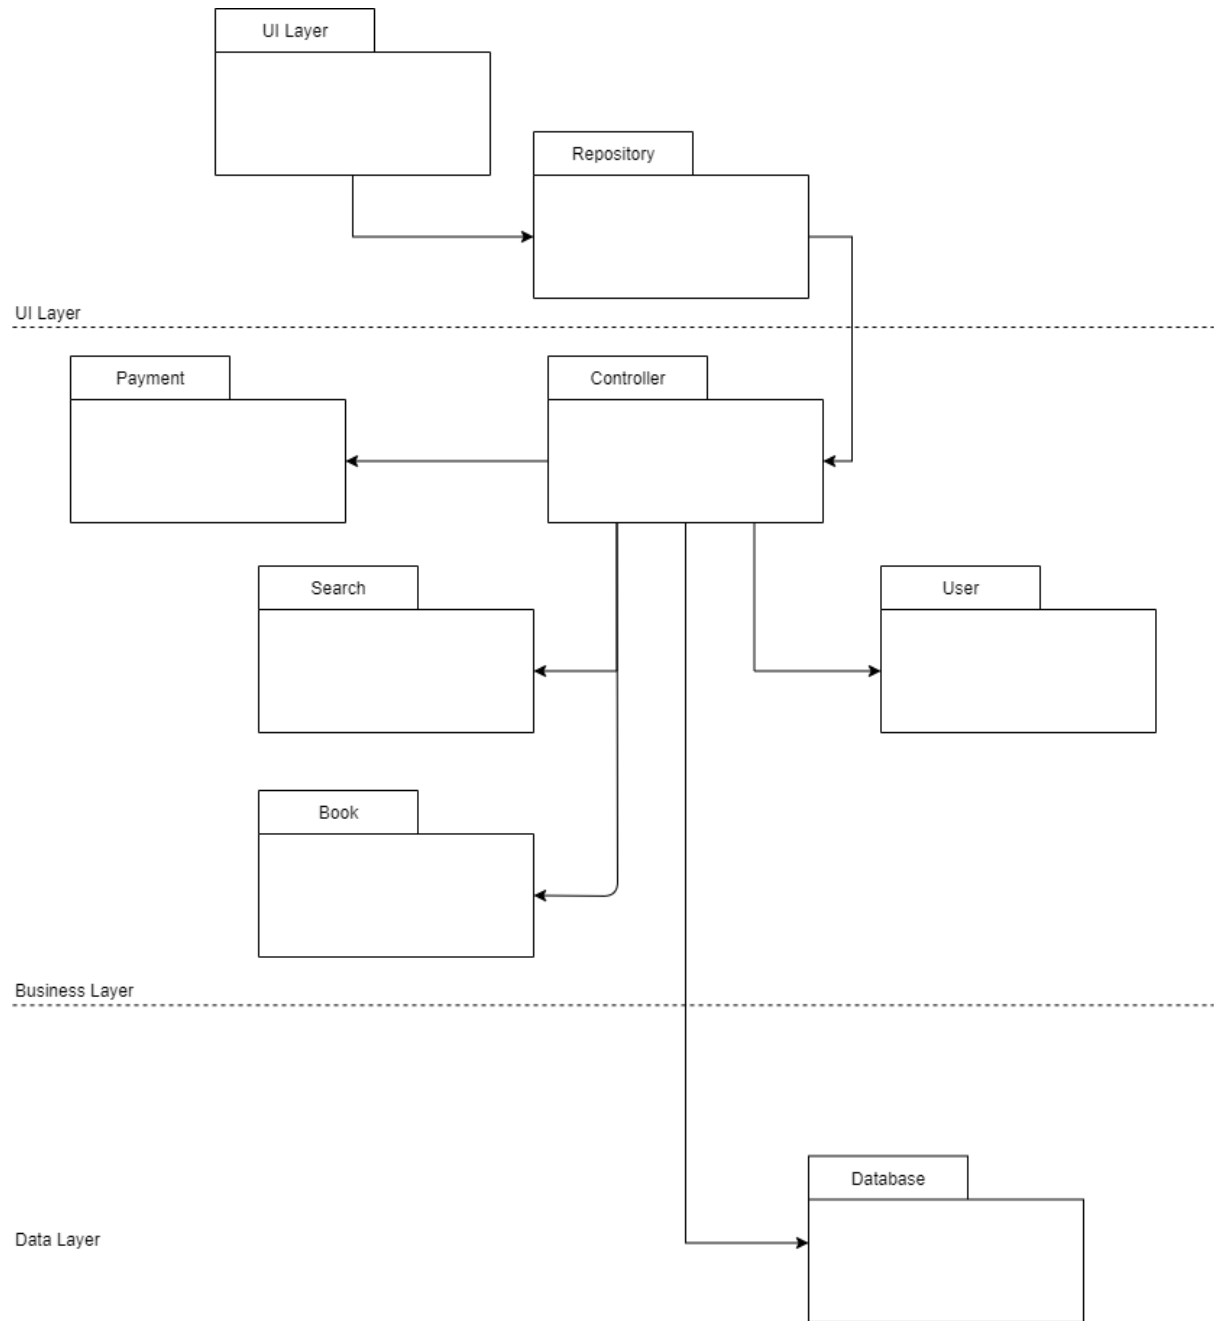 UI Layer
Repository
UI Layer
Payment
Controller
Search
User
Book
Business Layer
Database
Data Layer